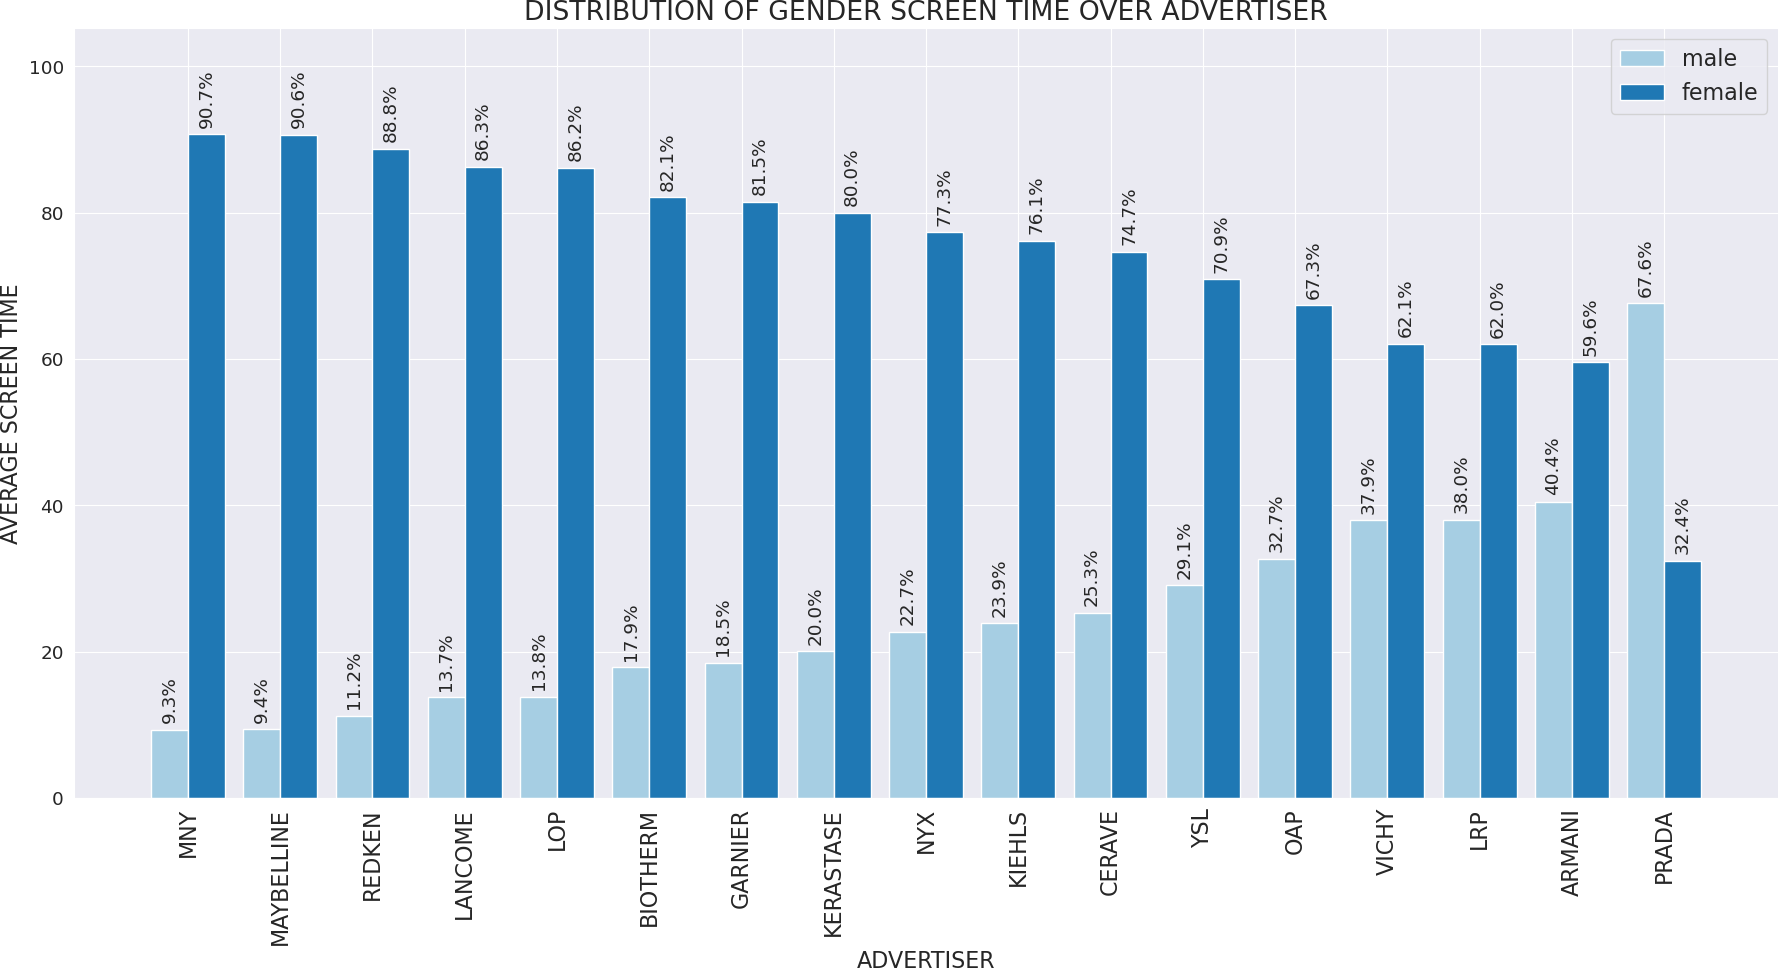 DISTRIBUTION OF GENDER SCREEN TIME OVER ADVERTISER
male
female
AVERAGE SCREEN TIME
100
80
60
40
20
0
9.3%
90.7%
9.4%
90.6%
11.2%
88.8%
13.7%
86.3%
13.8%
86.2%
17.9%
82.1%
18.5%
81.5%
20.0%
80.0%
22.7%
77.3%
23.9%
76.1%
25.3%
74.7%
29.1%
70.9%
32.7%
67.3%
37.9%
62.1%
38.0%
62.0%
40.4%
59.6%
67.6%
32.4%
MNY
MAYBELLINE
REDKEN
LANCOME
LOP
BIOTHERM
GARNIER
KERASTASE
NYX
KIEHLS
CERAVE
YSL
OAP
VICHY
LRP
ARMANI
PRADA
ADVERTISER